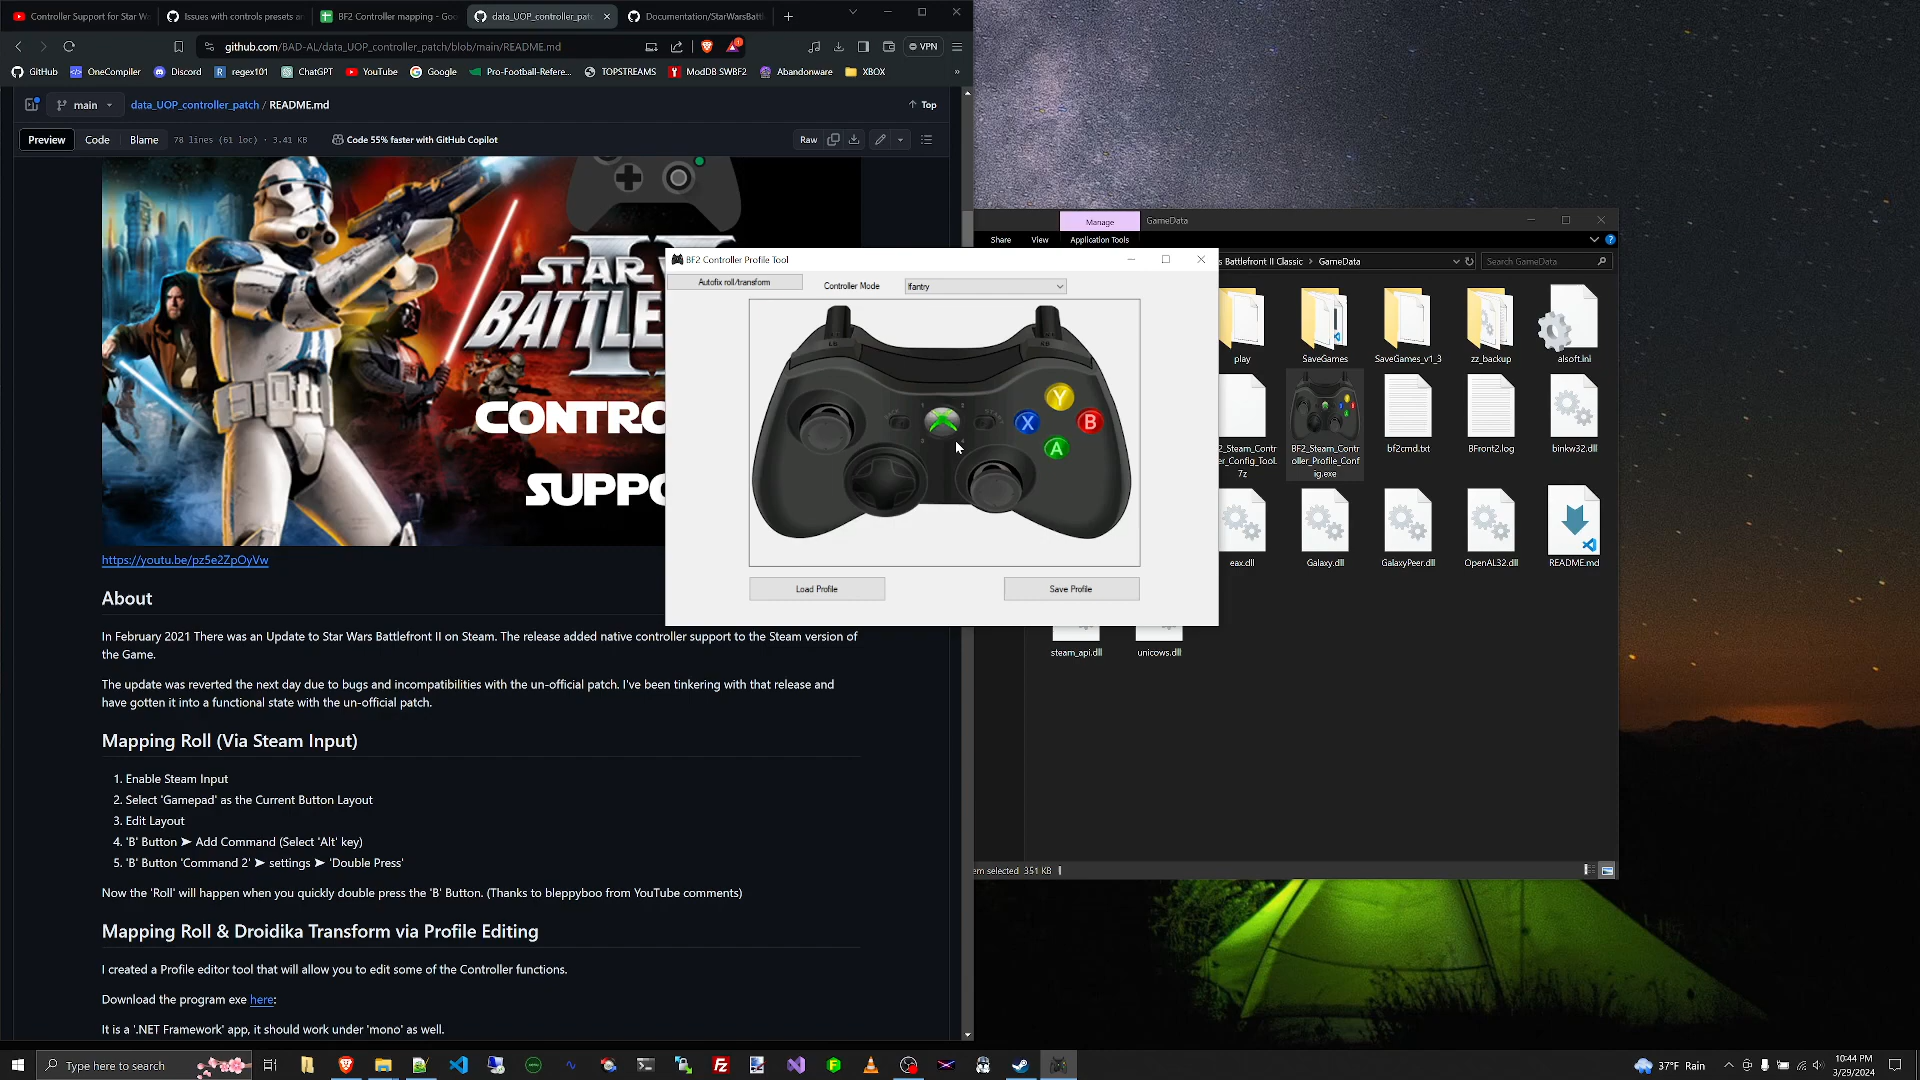 Controller Support for Star W
Issues with controls presets a
BF2 Controller mapping - Goo
data_UOP_controller_pat
Documentation/StarWarsBattl
github.com/BAD-AL/data_UOP_controller_patch/blob/main/README.md
VPN
GitHub
OneCompiler
Discord
regex101
ChatGPT
YouTube
Google
Pro-Football-Refere...
TOPSTREAMS
ModDB SWBF2
Abandonware
XBOX
main
data_UOP_controller_patch / README.md
Top
Preview
Code
Blame
78 lines (61 loc) · 3.41 KB
Code 55% faster with GitHub Copilot
Raw
STAR W
BATTLE
II
CONTRO
SUPPO
https://youtu.be/pz5e2ZpOyVw
About
In February 2021 There was an Update to Star Wars Battlefront II on Steam. The release added native controller support to the Steam version of
the Game.
The update was reverted the next day due to bugs and incompatibilities with the un-official patch. I've been tinkering with that release and
have gotten it into a functional state with the un-official patch.
Mapping Roll (Via Steam Input)
1. Enable Steam Input
2. Select 'Gamepad' as the Current Button Layout
3. Edit Layout
4. 'B' Button ➤ Add Command (Select 'Alt' key)
5. 'B' Button 'Command 2' ➤ settings ➤ 'Double Press'
Now the 'Roll' will happen when you quickly double press the 'B' Button. (Thanks to bleppyboo from YouTube comments)
Mapping Roll & Droidika Transform via Profile Editing
I created a Profile editor tool that will allow you to edit some of the Controller functions.
Download the program exe here:
It is a '.NET Framework' app, it should work under 'mono' as well.
BF2 Controller Profile Tool
Autofix roll/transform
Controller Mode
Ifantry
Y
X
B
A
Load Profile
Save Profile
Manage
GameData
Share
View
Application Tools
s Battlefront II Classic > GameData
Search GameData
play
SaveGames
SaveGames_v1_3
zz_backup
alsoft.ini
2_Steam_Contr
ler_Config_Tool.
7z
BF2_Steam_Contr
oller_Profile_Conf
ig.exe
bf2cmd.txt
BFront2.log
binkw32.dll
eax.dll
Galaxy.dll
GalaxyPeer.dll
OpenAL32.dll
README.md
steam_api.dll
unicows.dll
em selected 351 KB
Type here to search
37°F Rain
10:44 PM
3/29/2024